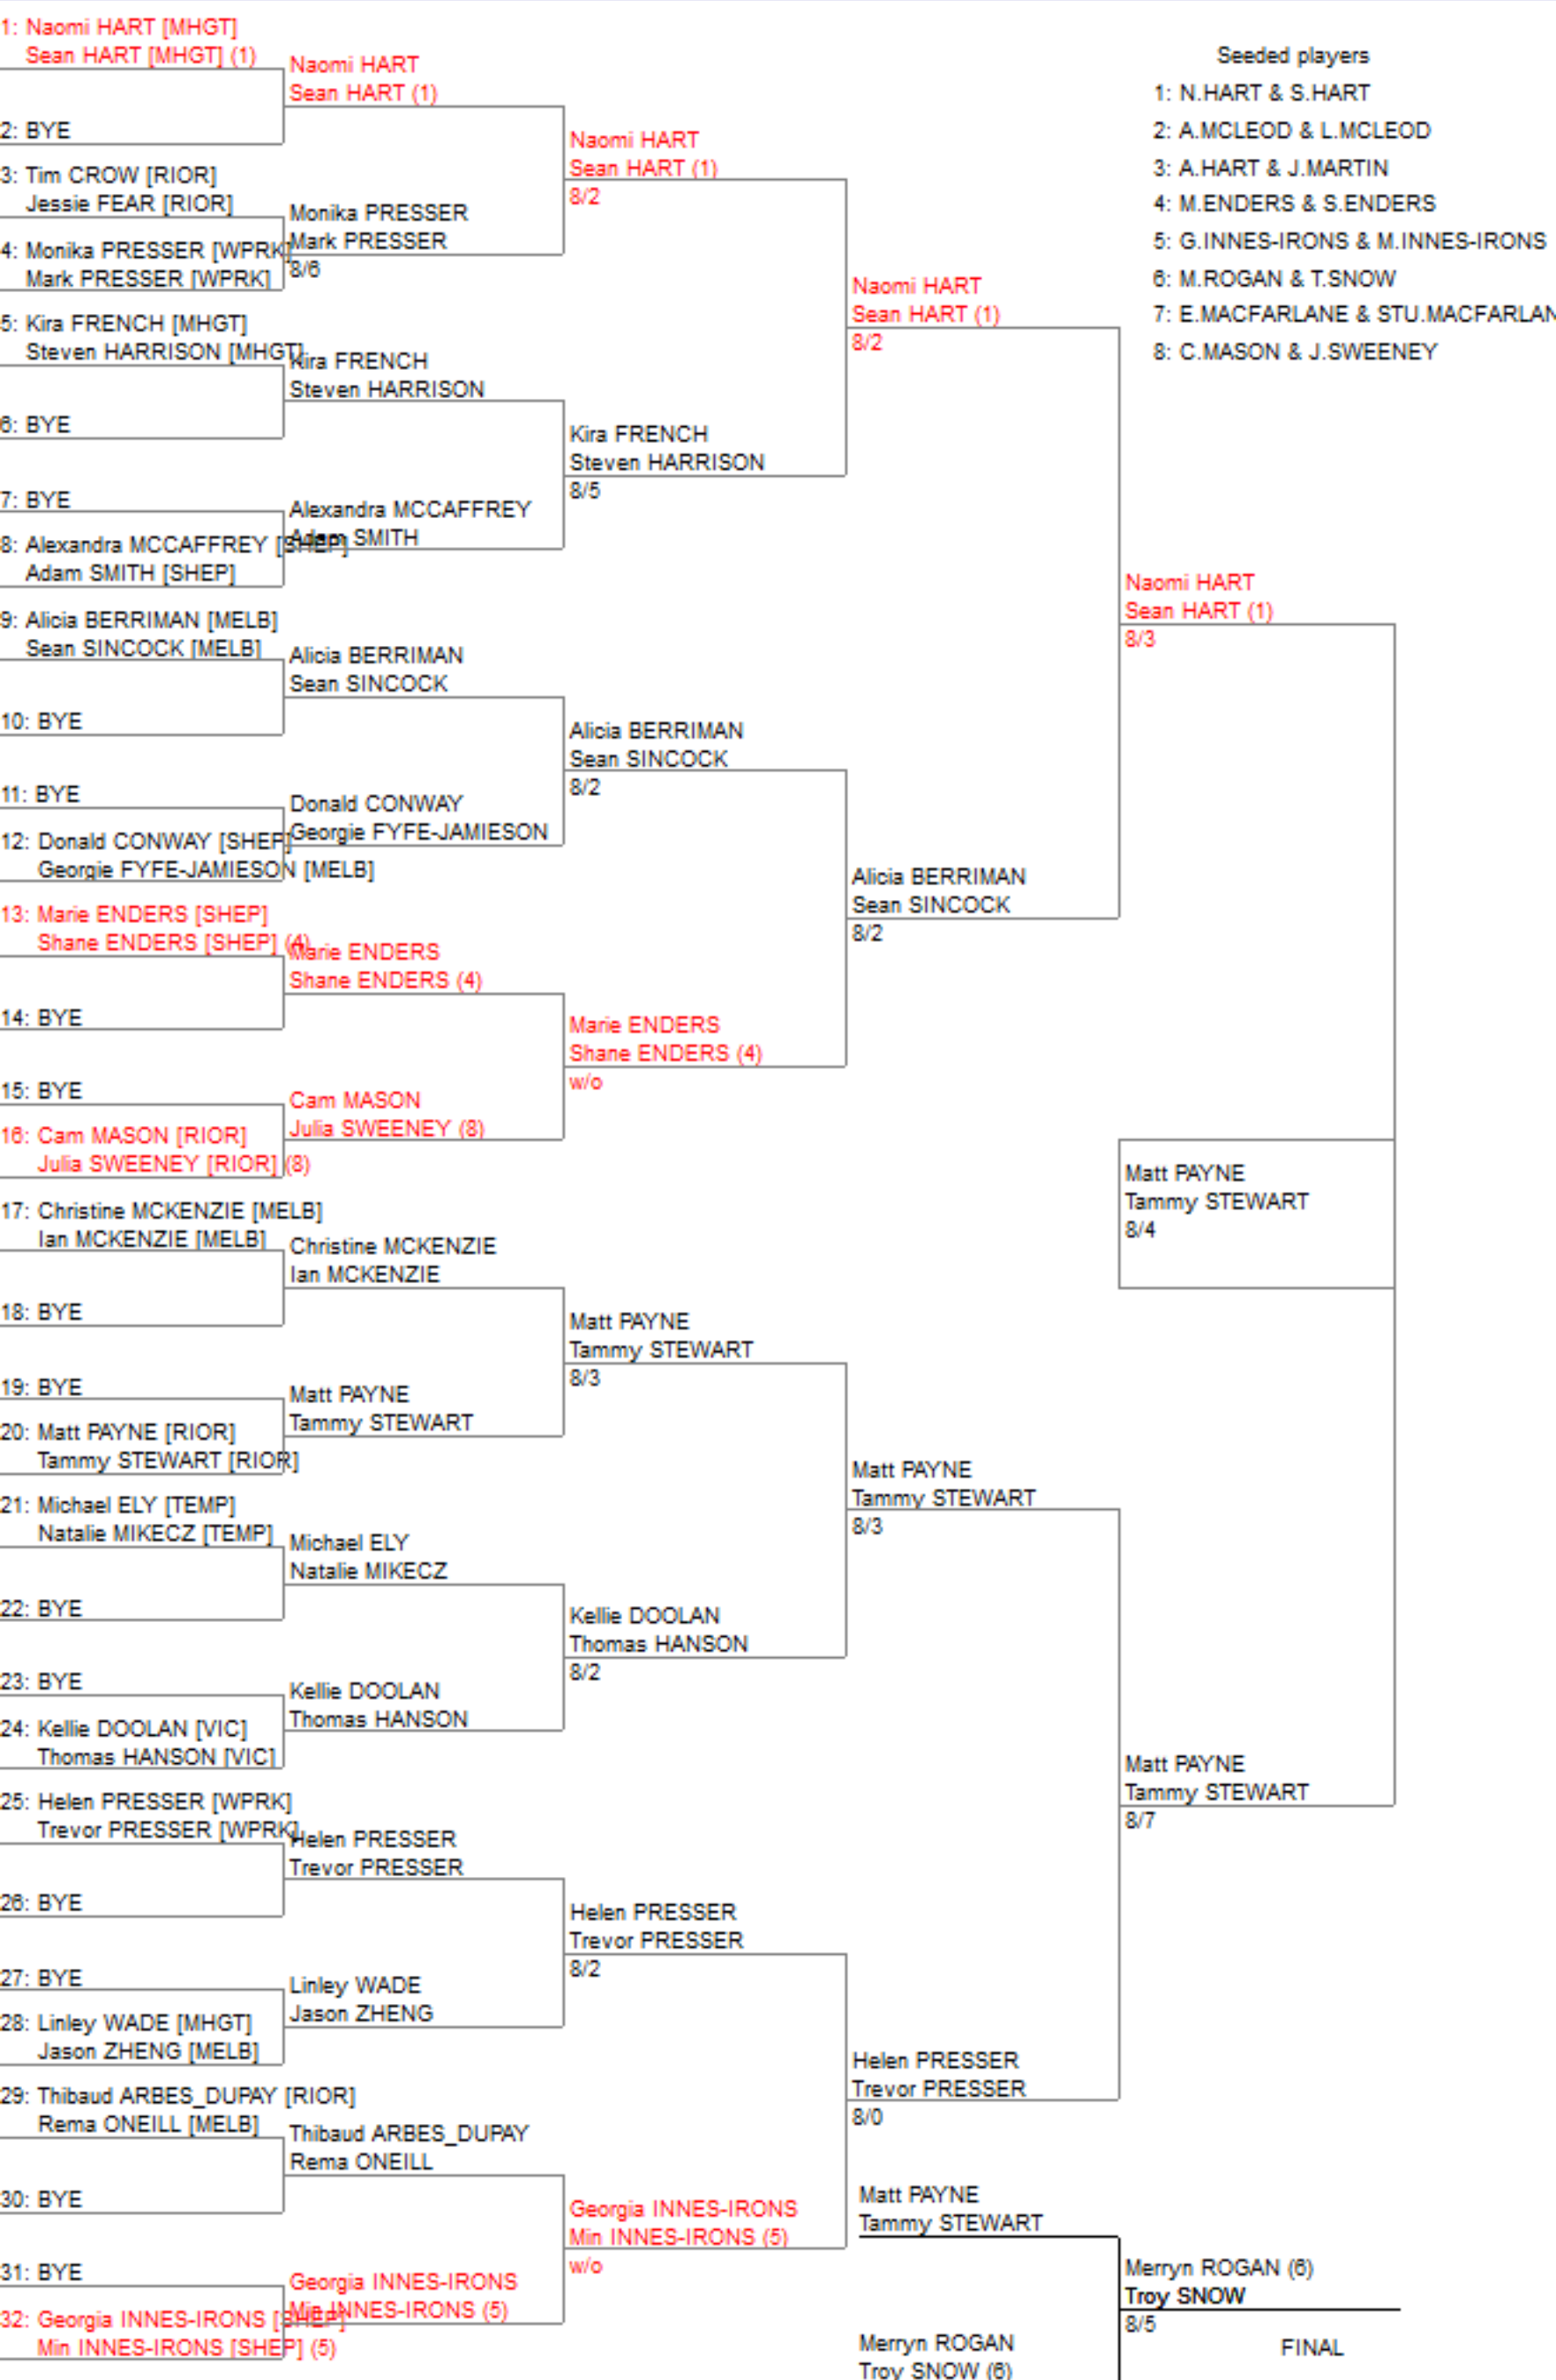 1: Naomi HART [MHGT]
Sean HART [MHGT] (1)
2: BYE
3: Tim CROW [RIOR]
Jessie FEAR [RIOR]
4: Monika PRESSER [WPRK]
Mark PRESSER [WPRK]
5: Kira FRENCH [MHGT]
Steven HARRISON [MHGT]
6: BYE
7: BYE
8: Alexandra MCCAFFREY [SHEP]
Adam SMITH [SHEP]
9: Alicia BERRIMAN [MELB]
Sean SINCOCK [MELB]
10: BYE
11: BYE
12: Donald CONWAY [SHEP]
Georgie FYFE-JAMIESON [MELB]
13: Marie ENDERS [SHEP]
Shane ENDERS [SHEP] (4)
14: BYE
15: BYE
16: Cam MASON [RIOR]
Julia SWEENEY [RIOR] (8)
17: Christine MCKENZIE [MELB]
Ian MCKENZIE [MELB]
18: BYE
19: BYE
20: Matt PAYNE [RIOR]
Tammy STEWART [RIOR]
21: Michael ELY [TEMP]
Natalie MIKECZ [TEMP]
22: BYE
23: BYE
24: Kellie DOOLAN [VIC]
Thomas HANSON [VIC]
25: Helen PRESSER [WPRK]
Trevor PRESSER [WPRK]
26: BYE
27: BYE
28: Linley WADE [MHGT]
Jason ZHENG [MELB]
29: Thibaud ARBES_DUPAY [RIOR]
Rema ONEILL [MELB]
30: BYE
31: BYE
32: Georgia INNES-IRONS [SHEP]
Min INNES-IRONS [SHEP] (5)
Naomi HART
Sean HART (1)
Monika PRESSER
Mark PRESSER
8/6
Kira FRENCH
Steven HARRISON
Alexandra MCCAFFREY
Adam SMITH
Alicia BERRIMAN
Sean SINCOCK
Donald CONWAY
Georgie FYFE-JAMIESON
Marie ENDERS
Shane ENDERS (4)
Cam MASON
Julia SWEENEY (8)
Christine MCKENZIE
Ian MCKENZIE
Matt PAYNE
Tammy STEWART
Michael ELY
Natalie MIKECZ
Kellie DOOLAN
Thomas HANSON
Helen PRESSER
Trevor PRESSER
Linley WADE
Jason ZHENG
Thibaud ARBES_DUPAY
Rema ONEILL
Georgia INNES-IRONS
Min INNES-IRONS (5)
Naomi HART
Sean HART (1)
8/2
Kira FRENCH
Steven HARRISON
8/5
Alicia BERRIMAN
Sean SINCOCK
8/2
Marie ENDERS
Shane ENDERS (4)
w/o
Matt PAYNE
Tammy STEWART
8/3
Kellie DOOLAN
Thomas HANSON
8/2
Helen PRESSER
Trevor PRESSER
8/2
Georgia INNES-IRONS
Min INNES-IRONS (5)
w/o
Naomi HART
Sean HART (1)
8/2
Alicia BERRIMAN
Sean SINCOCK
8/2
Matt PAYNE
Tammy STEWART
8/3
Helen PRESSER
Trevor PRESSER
8/0
Naomi HART
Sean HART (1)
8/3
Matt PAYNE
Tammy STEWART
8/4
Matt PAYNE
Tammy STEWART
8/7
Matt PAYNE
Tammy STEWART
Merryn ROGAN
Troy SNOW (6)
Merryn ROGAN (6)
Troy SNOW
8/5
FINAL
Seeded players
1: N.HART & S.HART
2: A.MCLEOD & L.MCLEOD
3: A.HART & J.MARTIN
4: M.ENDERS & S.ENDERS
5: G.INNES-IRONS & M.INNES-IRONS
6: M.ROGAN & T.SNOW
7: E.MACFARLANE & STU.MACFARLAN
8: C.MASON & J.SWEENEY